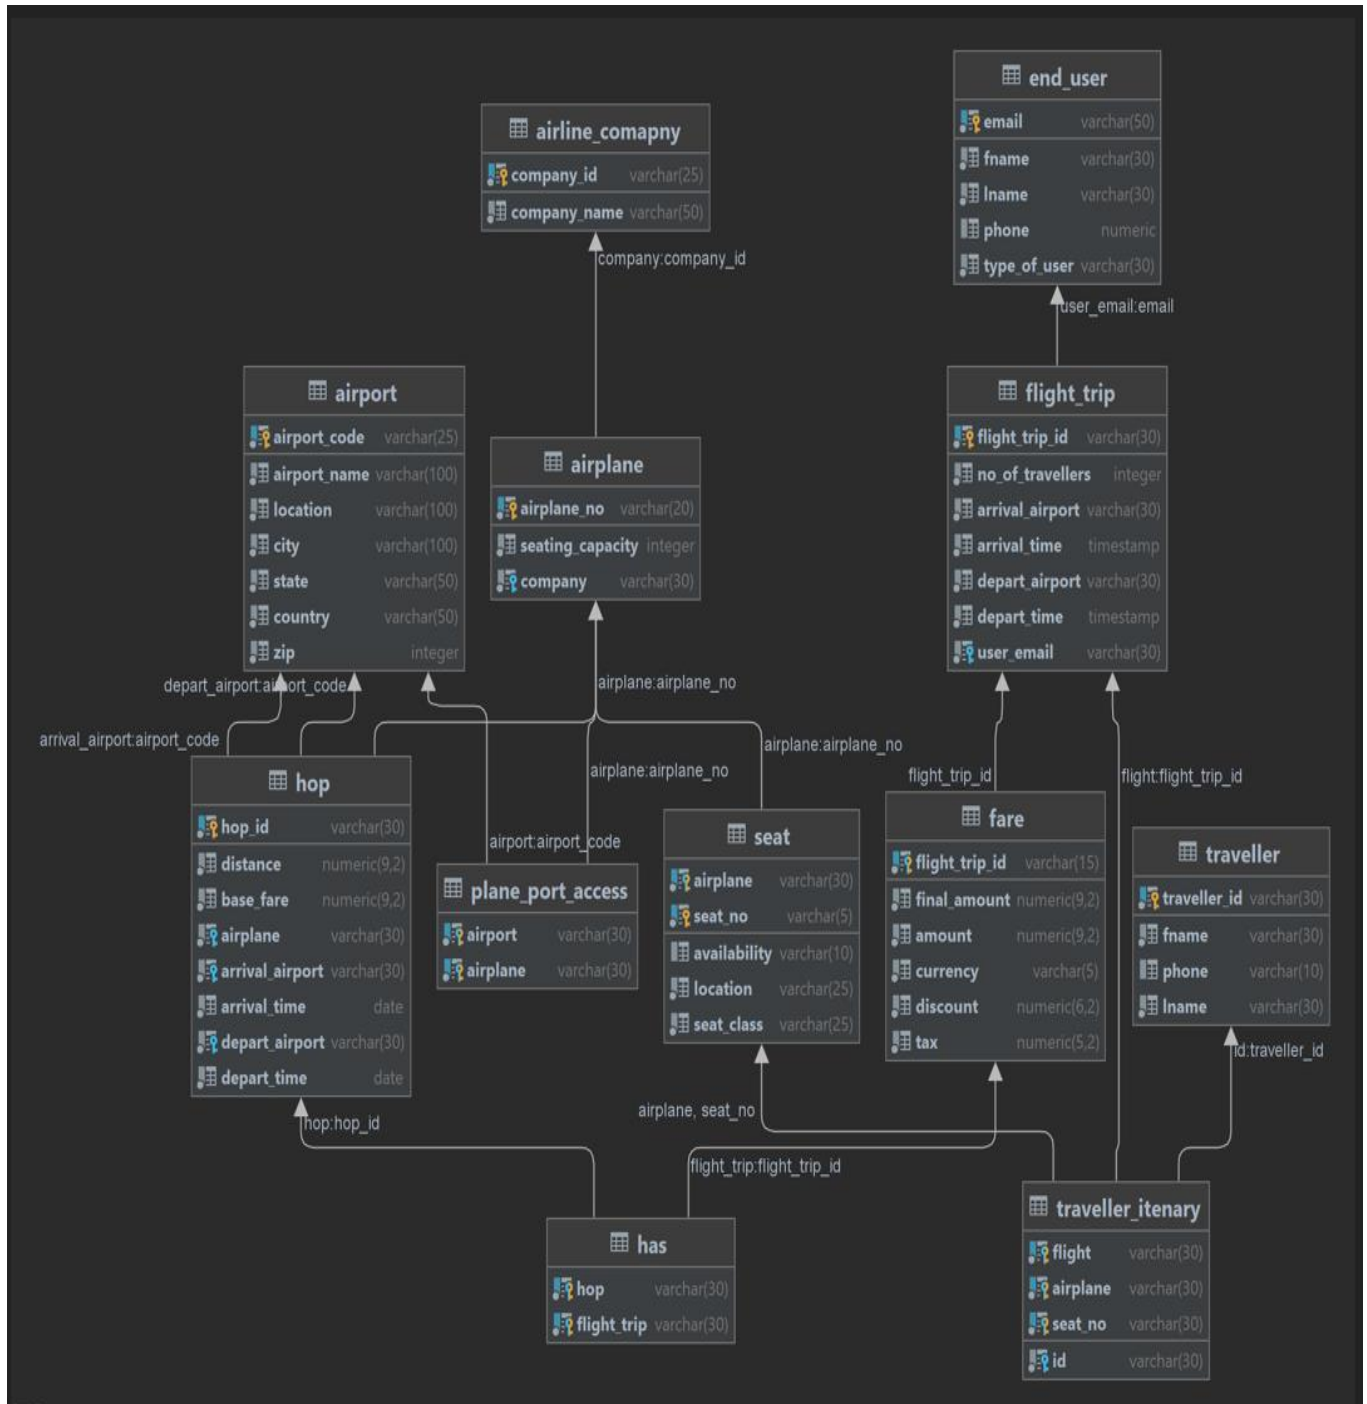 end_user
email varchar(50)
fname varchar(30)
lname varchar(30)
phone numeric
type_of_user varchar(30)
airline_comapny
company_id varchar(25)
company_name varchar(50)
company:company_id
user_email:email
airport
airport_code varchar(25)
airport_name varchar(100)
location varchar(100)
city varchar(100)
state varchar(50)
country varchar(50)
zip integer
airplane
airplane_no varchar(20)
seating_capacity integer
company varchar(30)
flight_trip
flight_trip_id varchar(30)
no_of_travellers integer
arrival_airport varchar(30)
arrival_time timestamp
depart_airport varchar(30)
depart_time timestamp
user_email varchar(30)
depart_airport:airport_code
arrival_airport:airport_code
airplane:airplane_no
airplane:airplane_no
airplane:airplane_no
airport:airport_code
flight_trip_id
flight:flight_trip_id
hop
hop_id varchar(30)
distance numeric(9,2)
base_fare numeric(9,2)
airplane varchar(30)
arrival_airport varchar(30)
arrival_time date
depart_airport varchar(30)
depart_time date
plane_port_access
airport varchar(30)
airplane varchar(30)
seat
airplane varchar(30)
seat_no varchar(5)
availability varchar(10)
location varchar(25)
seat_class varchar(25)
fare
flight_trip_id varchar(15)
final_amount numeric(9,2)
amount numeric(9,2)
currency varchar(5)
discount numeric(6,2)
tax numeric(5,2)
traveller
traveller_id varchar(30)
fname varchar(30)
phone varchar(10)
lname varchar(30)
id:traveller_id
airplane, seat_no
hop:hop_id
flight_trip:flight_trip_id
has
hop varchar(30)
flight_trip varchar(30)
traveller_itenary
flight varchar(30)
airplane varchar(30)
seat_no varchar(30)
id varchar(30)